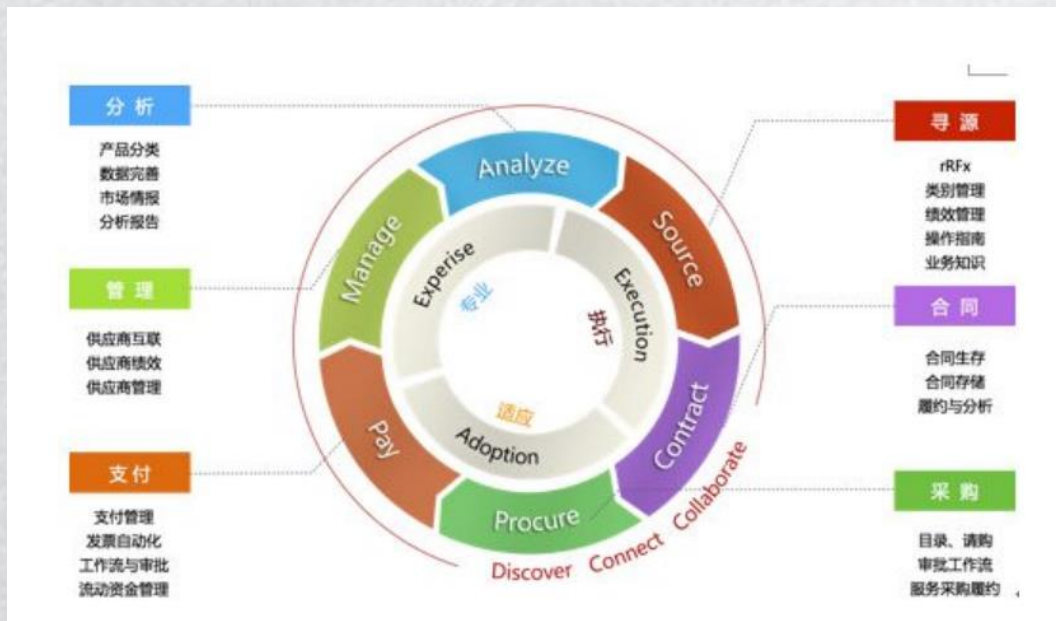 分 析
产品分类
数据完善
市场情报
分析报告
管 理
供应商互联
供应商绩效
供应商管理
支 付
支付管理
发票自动化
工作流与审批
流动资金管理
Analyze
Source
Contract
Procure
Pay
Manage
Experise
专业
Execution
执行
Adoption
适应
Discover Connect Collaborate
寻 源
rRFx
类别管理
绩效管理
操作指南
业务知识
合 同
合同生存
合同存储
履约与分析
采 购
目录、请购
审批工作流
服务采购履约